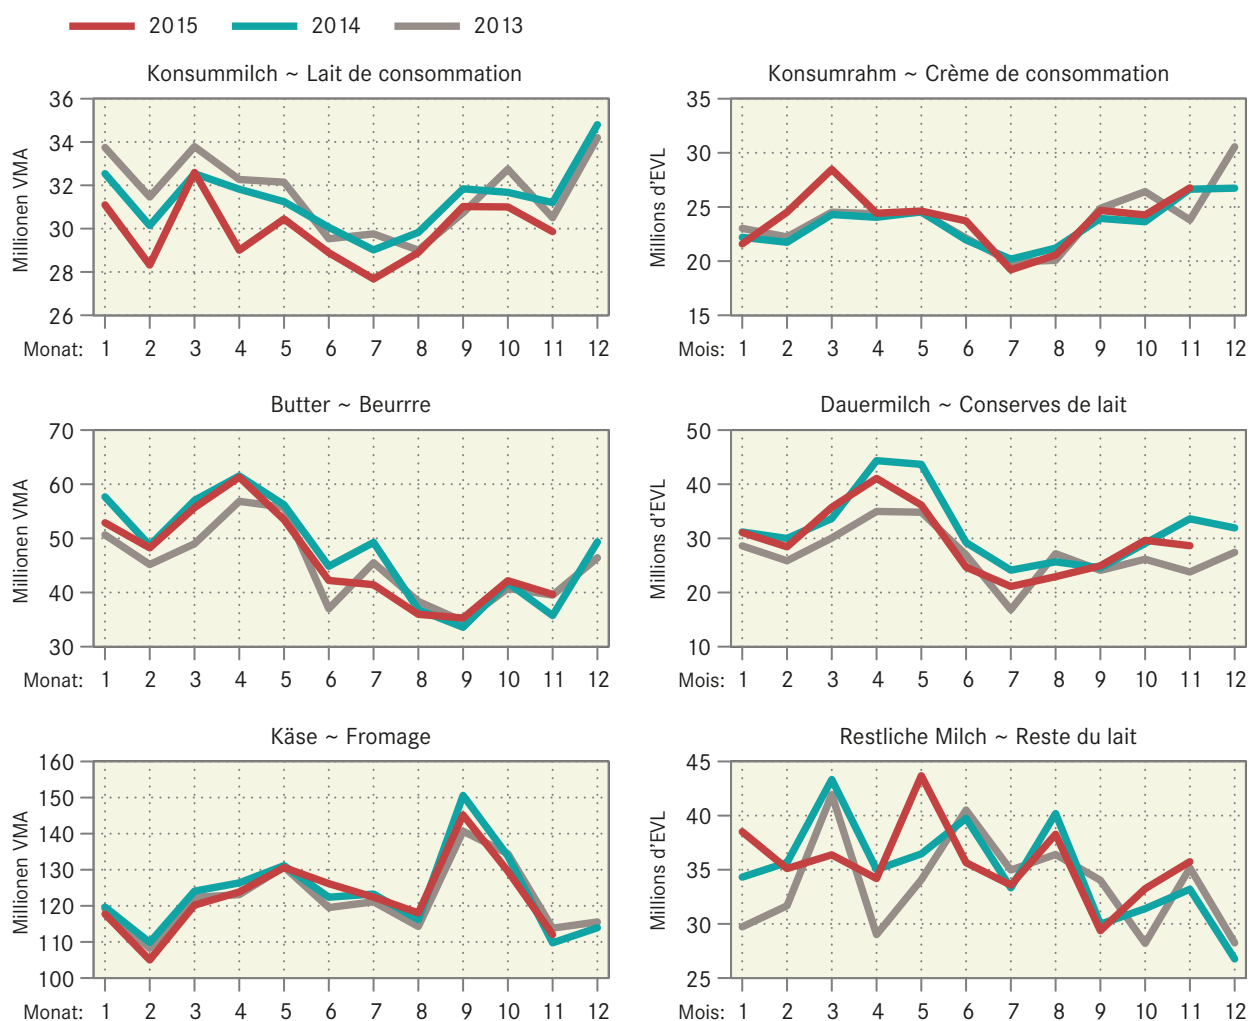 2015 2014 2013
Konsummilch ~ Lait de consommation
Millionen VMA
36
34
32
30
28
26
Monat: 1 2 3 4 5 6 7 8 9 10 11 12
Konsumrahm ~ Crème de consommation
Millions d'EVL
35
30
25
20
15
Mois: 1 2 3 4 5 6 7 8 9 10 11 12
Butter ~ Beurrre
Millionen VMA
70
60
50
40
30
Monat: 1 2 3 4 5 6 7 8 9 10 11 12
Dauermilch ~ Conserves de lait
Millions d'EVL
50
40
30
20
10
Mois: 1 2 3 4 5 6 7 8 9 10 11 12
Käse ~ Fromage
Millionen VMA
160
150
140
130
120
110
100
Monat: 1 2 3 4 5 6 7 8 9 10 11 12
Restliche Milch ~ Reste du lait
Millions d'EVL
45
40
35
30
25
Mois: 1 2 3 4 5 6 7 8 9 10 11 12